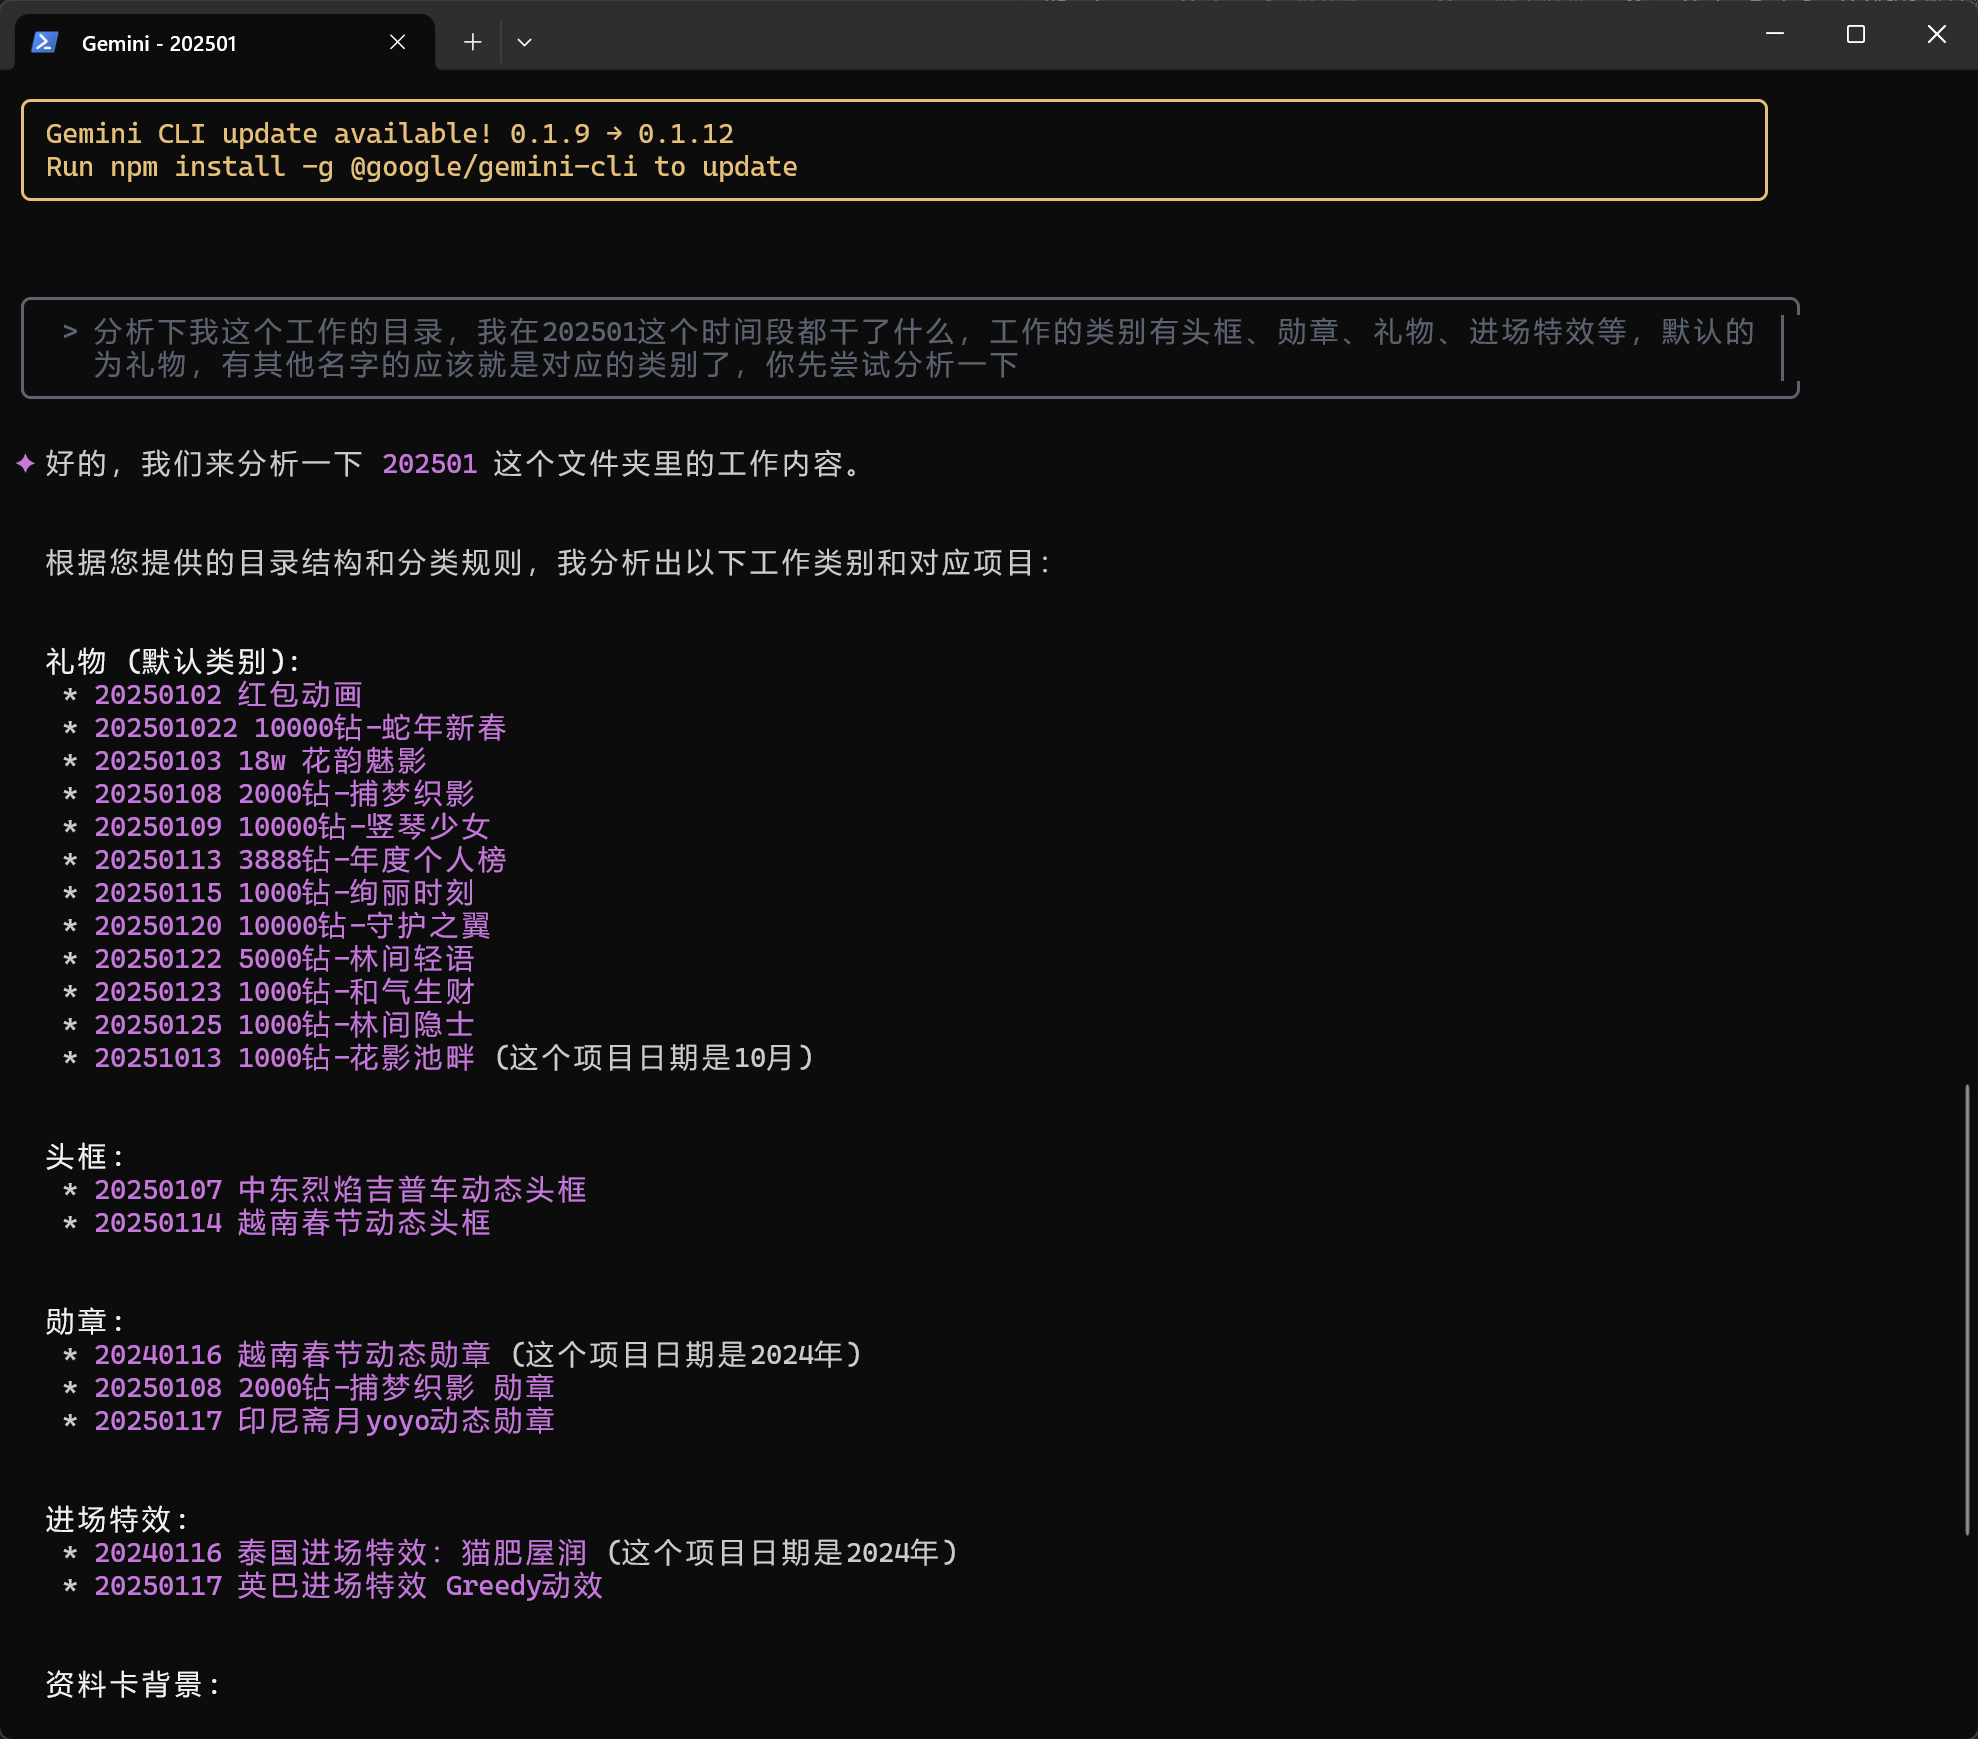 Gemini - 202501
Gemini CLI update available! 0.1.9 → 0.1.12
Run npm install -g @google/gemini-cli to update
> 分析下我这个工作的目录，我在202501这个时间段都干了什么，工作的类别有头框、勋章、礼物、进场特效等，默认的
为礼物，有其他名字的应该就是对应的类别了，你先尝试分析一下
✦ 好的，我们来分析一下 202501 这个文件夹里的工作内容。
根据您提供的目录结构和分类规则，我分析出以下工作类别和对应项目：
礼物 (默认类别):
* 20250102 红包动画
* 202501022 10000钻-蛇年新春
* 20250103 18w 花韵魅影
* 20250108 2000钻-捕梦织影
* 20250109 10000钻-竖琴少女
* 20250113 3888钻-年度个人榜
* 20250115 1000钻-绚丽时刻
* 20250120 10000钻-守护之翼
* 20250122 5000钻-林间轻语
* 20250123 1000钻-和气生财
* 20250125 1000钻-林间隐士
* 20251013 1000钻-花影池畔 (这个项目日期是10月)
头框:
* 20250107 中东烈焰吉普车动态头框
* 20250114 越南春节动态头框
勋章:
* 20240116 越南春节动态勋章 (这个项目日期是2024年)
* 20250108 2000钻-捕梦织影 勋章
* 20250117 印尼斋月yoyo动态勋章
进场特效:
* 20240116 泰国进场特效：猫肥屋润 (这个项目日期是2024年)
* 20250117 英巴进场特效 Greedy动效
资料卡背景: